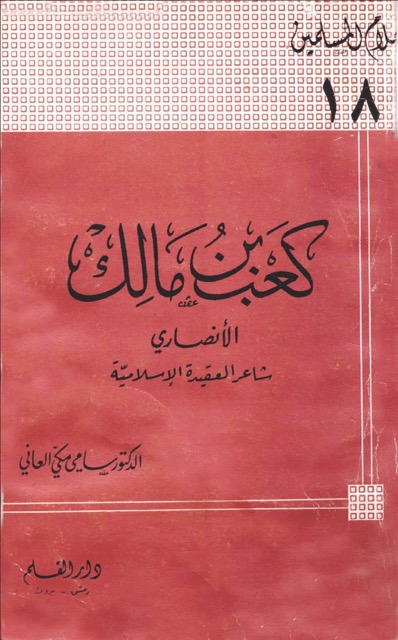 أعلام المسلمين
١٨
كعب بن مالك
الأنصاري
شاعر العقيدة الإسلامية
الدكتور سامي مكي العاني
دار القلم
دمشق - بيروت